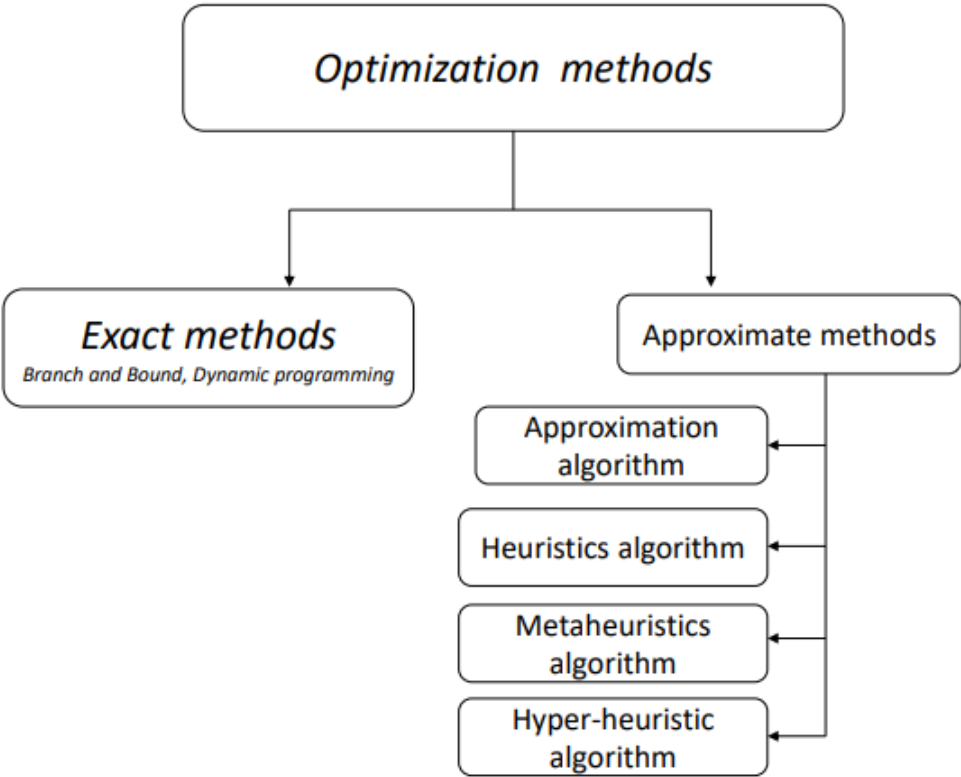 Optimization methods
Exact methods
Branch and Bound, Dynamic programming
Approximate methods
Approximation
algorithm
Heuristics algorithm
Metaheuristics
algorithm
Hyper-heuristic
algorithm